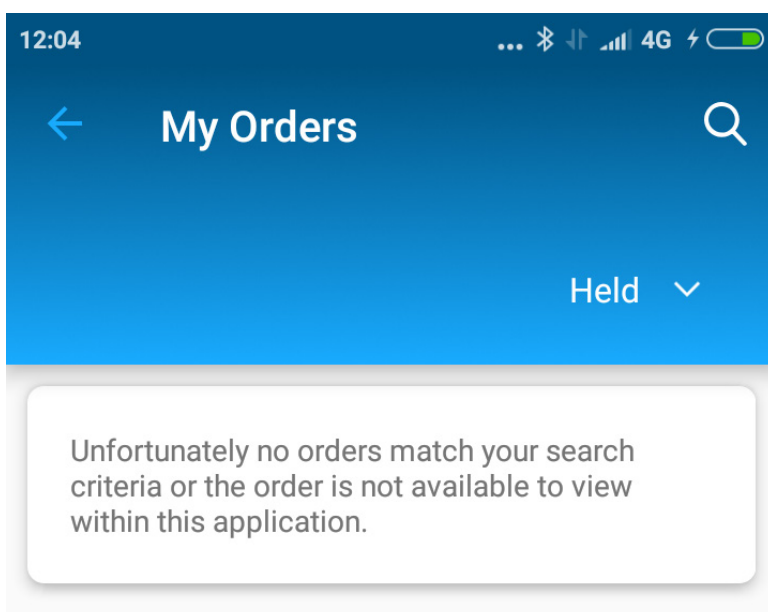 12:04
4G
My Orders
Held
Unfortunately no orders match your search
criteria or the order is not available to view
within this application.